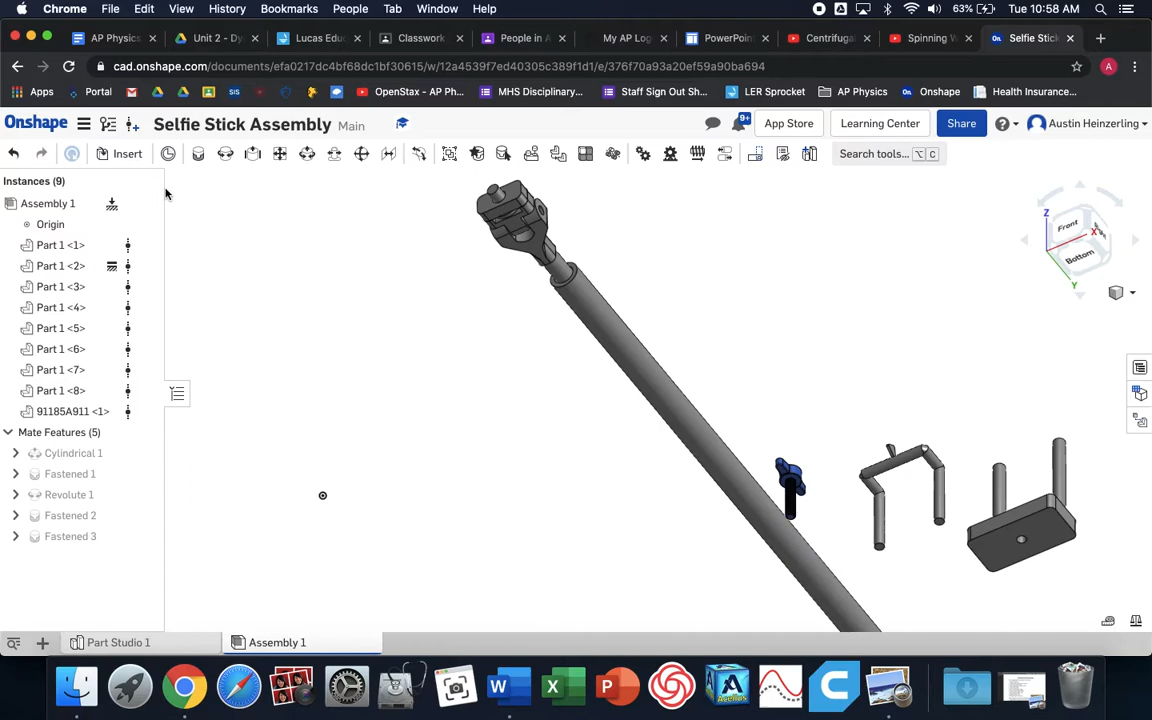 Chrome File Edit View History Bookmarks People Tab Window Help 63% Tue 10:58 AM
AP Physics Unit 2 - Dy Lucas Edu Classwork People in A My AP Log PowerPoin Centrifuga Spinning W Selfie Stick
cad.onshape.com/documents/efa0217dc4bf68dc1bf30615/w/12a4539f7ed40305c389f1d1/e/376f70a93a20ef59a90ba694 A
Apps Portal SIS OpenStax - AP Ph... MHS Disciplinary... Staff Sign Out Sh... LER Sprocket AP Physics Onshape Health Insurance...
Onshape Selfie Stick Assembly Main 9+ App Store Learning Center Share Austin Heinzerling
Insert Search tools... ⌥ C
Instances (9)
Assembly 1
Origin
Part 1 <1>
Part 1 <2>
Part 1 <3>
Part 1 <4>
Part 1 <5>
Part 1 <6>
Part 1 <7>
Part 1 <8>
91185A911 <1>
Mate Features (5)
Cylindrical 1
Fastened 1
Revolute 1
Fastened 2
Fastened 3
Z Front X Bottom Y
Part Studio 1 Assembly 1